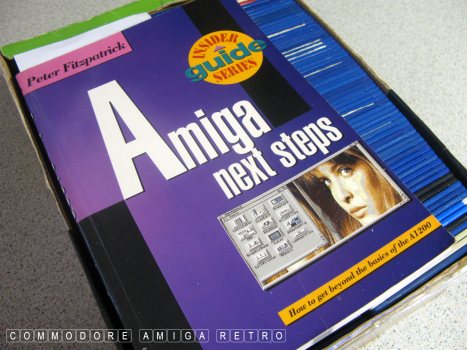 Peter Fitzpatrick
INSIDER
guide
SERIES
Amiga
next steps
How to get beyond the basics of the A1200
COMMODORE AMIGA RETRO